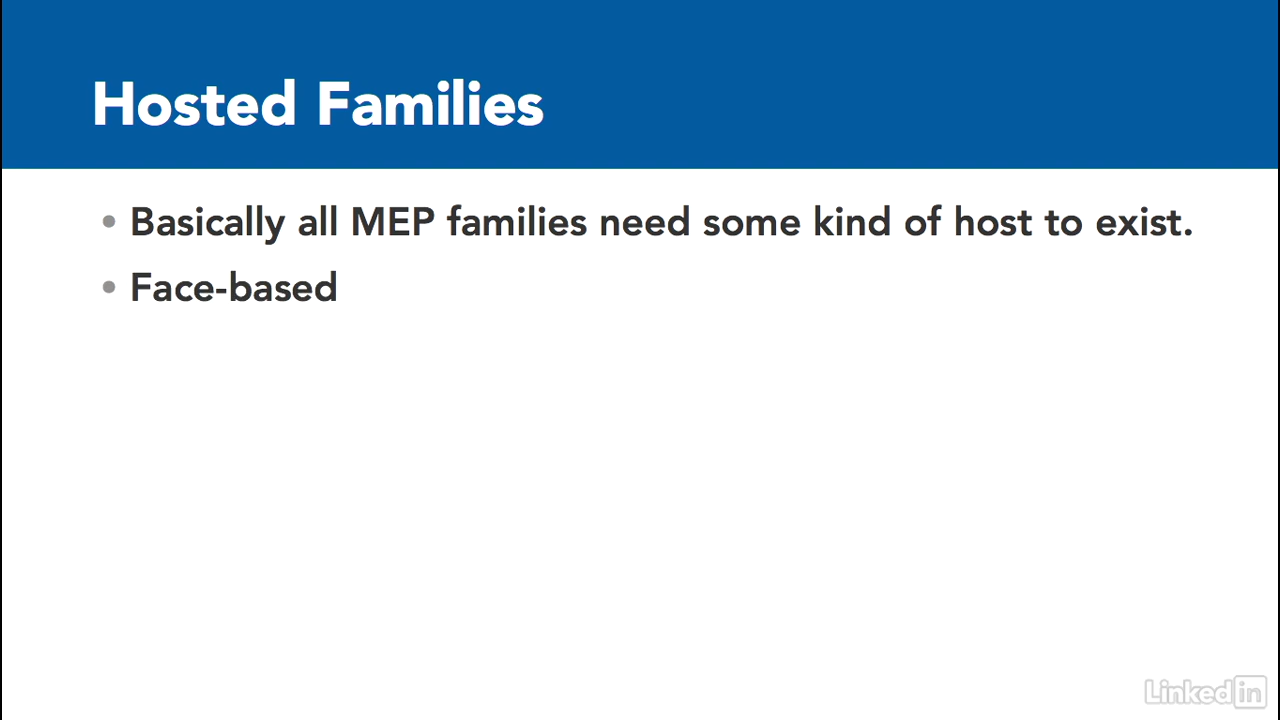 Hosted Families
• Basically all MEP families need some kind of host to exist.
• Face-based
Linked in